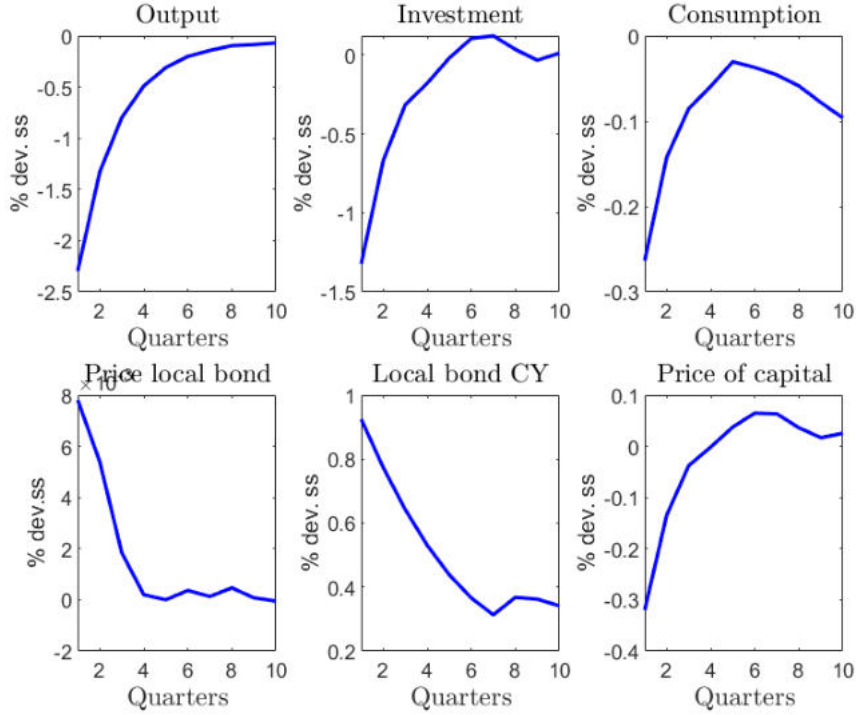 Output
Investment
Consumption
0
-0.5
-1
-1.5
-2
-2.5
% dev. ss
2 4 6 8 10
Quarters
0
-0.5
-1
-1.5
% dev. ss
2 4 6 8 10
Quarters
0
-0.1
-0.2
-0.3
% dev. ss
2 4 6 8 10
Quarters
Price local bond
Local bond CY
Price of capital
8
6
4
2
0
-2
% dev.ss
2 4 6 8 10
Quarters
1
0.8
0.6
0.4
0.2
% dev. ss
2 4 6 8 10
Quarters
0.1
0
-0.1
-0.2
-0.3
-0.4
% dev. ss
2 4 6 8 10
Quarters